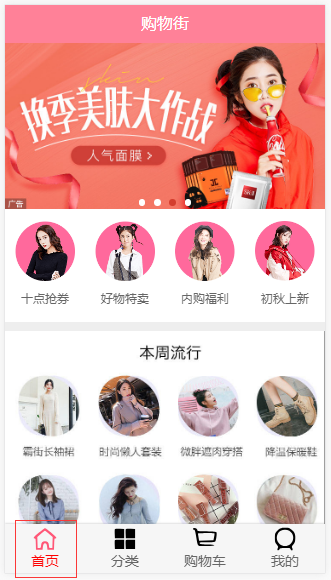 购物街
换季美肤大作战
人气面膜 >
广告
十点抢券
好物特卖
内购福利
初秋上新
本周流行
霸街长袖裙
时尚懒人套装
微胖遮肉穿搭
降温保暖鞋
首页
分类
购物车
我的